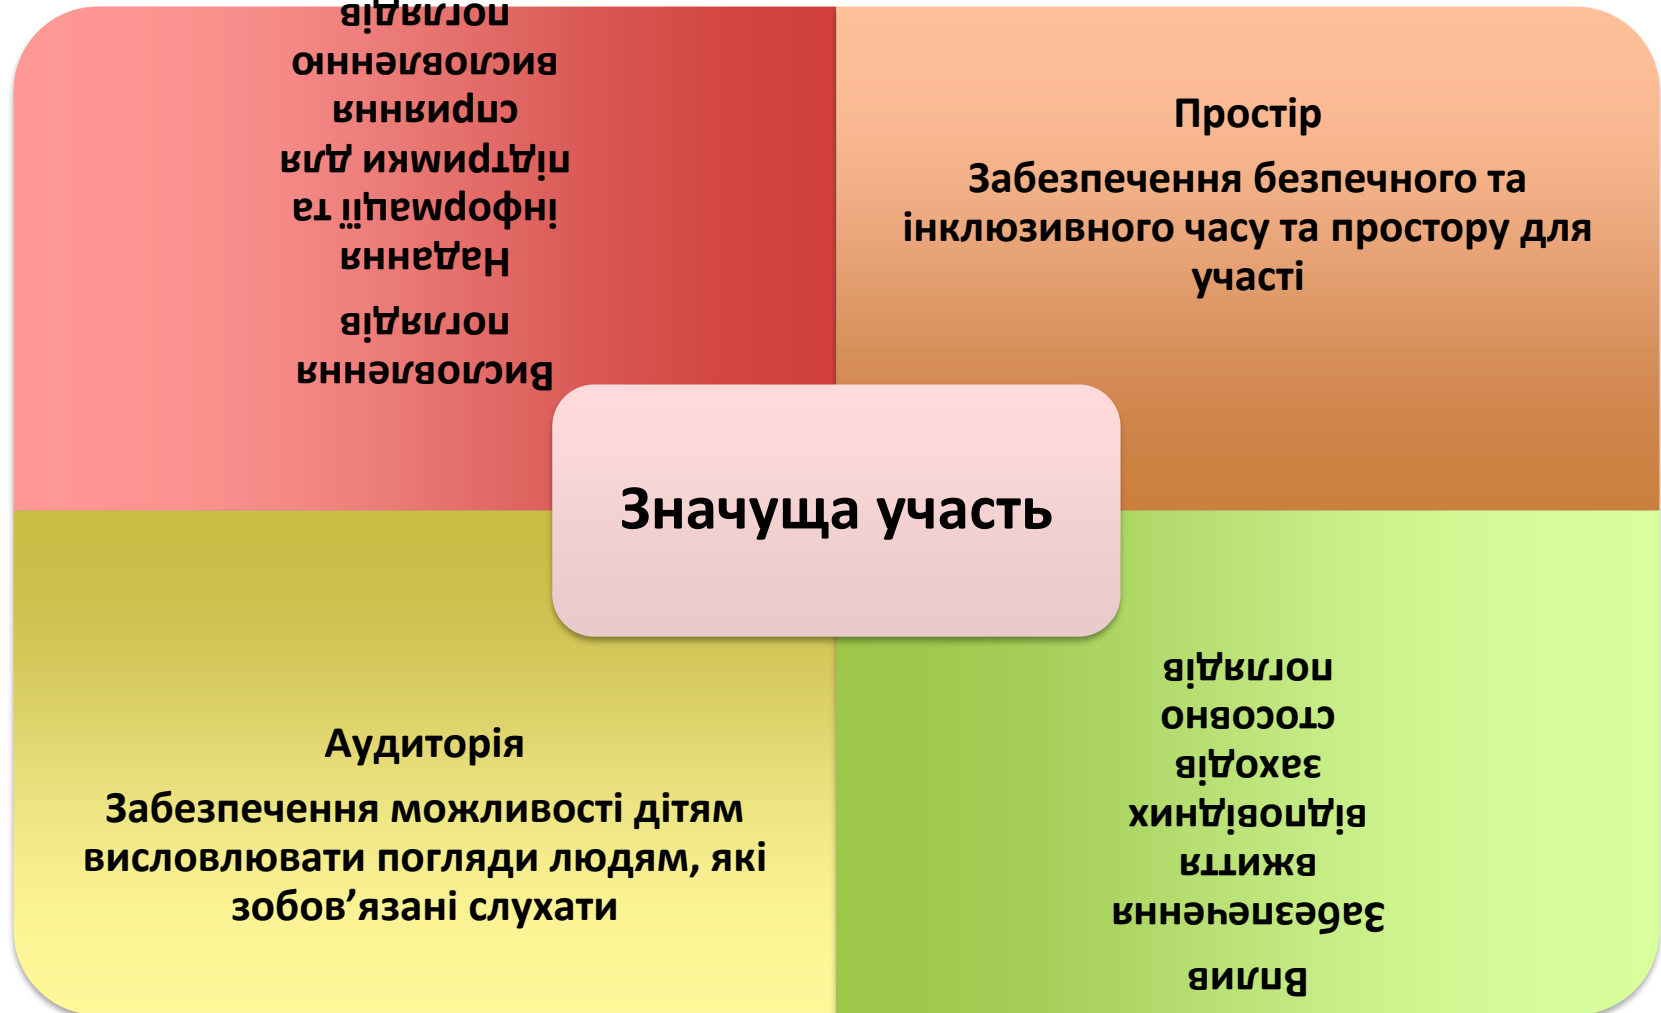 Висловлення
поглядів
Надання
інформації та
підтримки для
сприяння
висловленню
поглядів
Простір
Забезпечення безпечного та
інклюзивного часу та простору для
участі
Значуща участь
Аудиторія
Забезпечення можливості дітям
висловлювати погляди людям, які
зобов’язані слухати
Вплив
Забезпечення
вжиття
відповідних
заходів
стосовно
поглядів